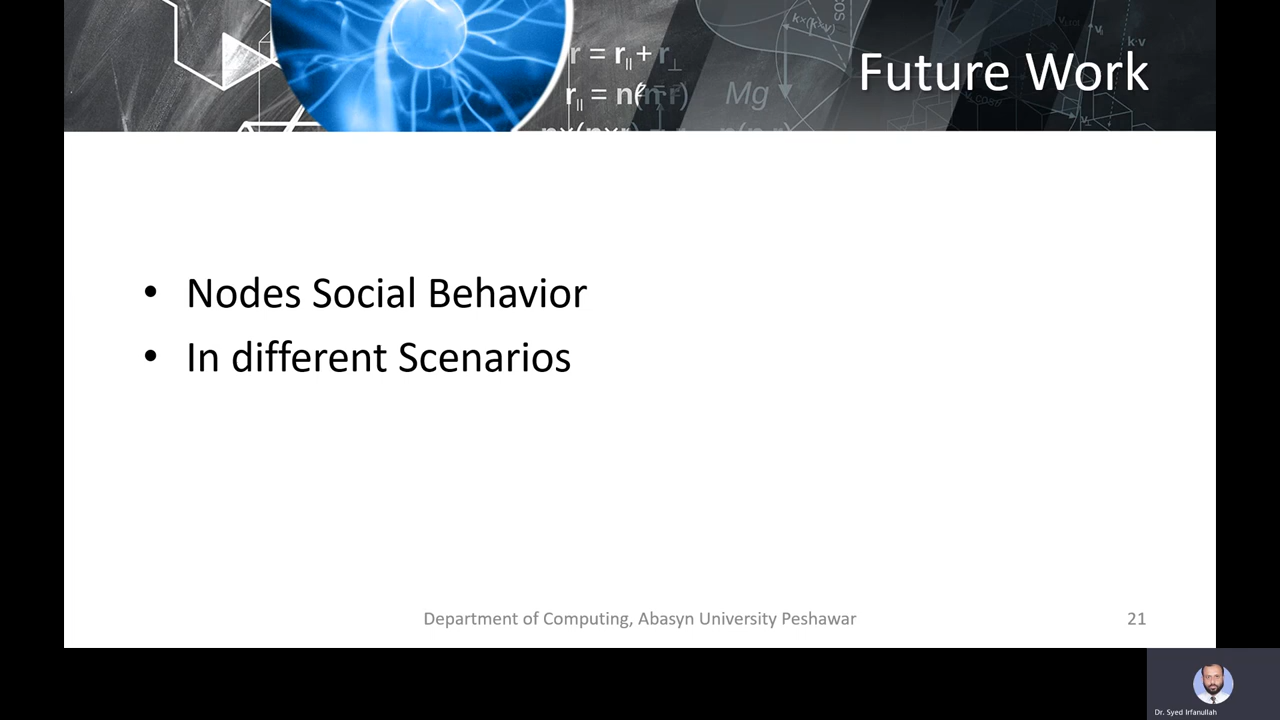 r = r|| + r⊥
r|| = n(n·r)
Mg
k×(k×v)
cos
k·v
Future Work
• Nodes Social Behavior
• In different Scenarios
Department of Computing, Abasyn University Peshawar
21
Dr. Syed Irfanullah